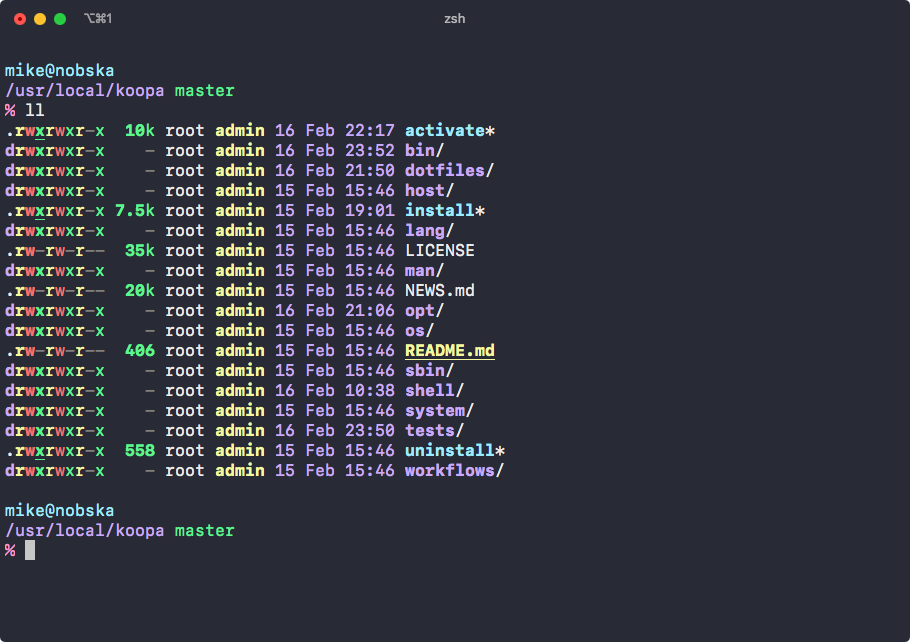 ⌥⌘1 zsh
mike@nobska
/usr/local/koopa master
% ll
.rwxrwxr-x  10k root admin 16 Feb 22:17 activate*
drwxrwxr-x    - root admin 16 Feb 23:52 bin/
drwxrwxr-x    - root admin 16 Feb 21:50 dotfiles/
drwxrwxr-x    - root admin 15 Feb 15:46 host/
.rwxrwxr-x 7.5k root admin 15 Feb 19:01 install*
drwxrwxr-x    - root admin 15 Feb 15:46 lang/
.rw-rw-r--  35k root admin 15 Feb 15:46 LICENSE
drwxrwxr-x    - root admin 15 Feb 15:46 man/
.rw-rw-r--  20k root admin 15 Feb 15:46 NEWS.md
drwxrwxr-x    - root admin 16 Feb 21:06 opt/
drwxrwxr-x    - root admin 15 Feb 15:46 os/
.rw-rw-r--  406 root admin 15 Feb 15:46 README.md
drwxrwxr-x    - root admin 15 Feb 15:46 sbin/
drwxrwxr-x    - root admin 16 Feb 10:38 shell/
drwxrwxr-x    - root admin 15 Feb 15:46 system/
drwxrwxr-x    - root admin 16 Feb 23:50 tests/
.rwxrwxr-x  558 root admin 15 Feb 15:46 uninstall*
drwxrwxr-x    - root admin 15 Feb 15:46 workflows/
mike@nobska
/usr/local/koopa master
%